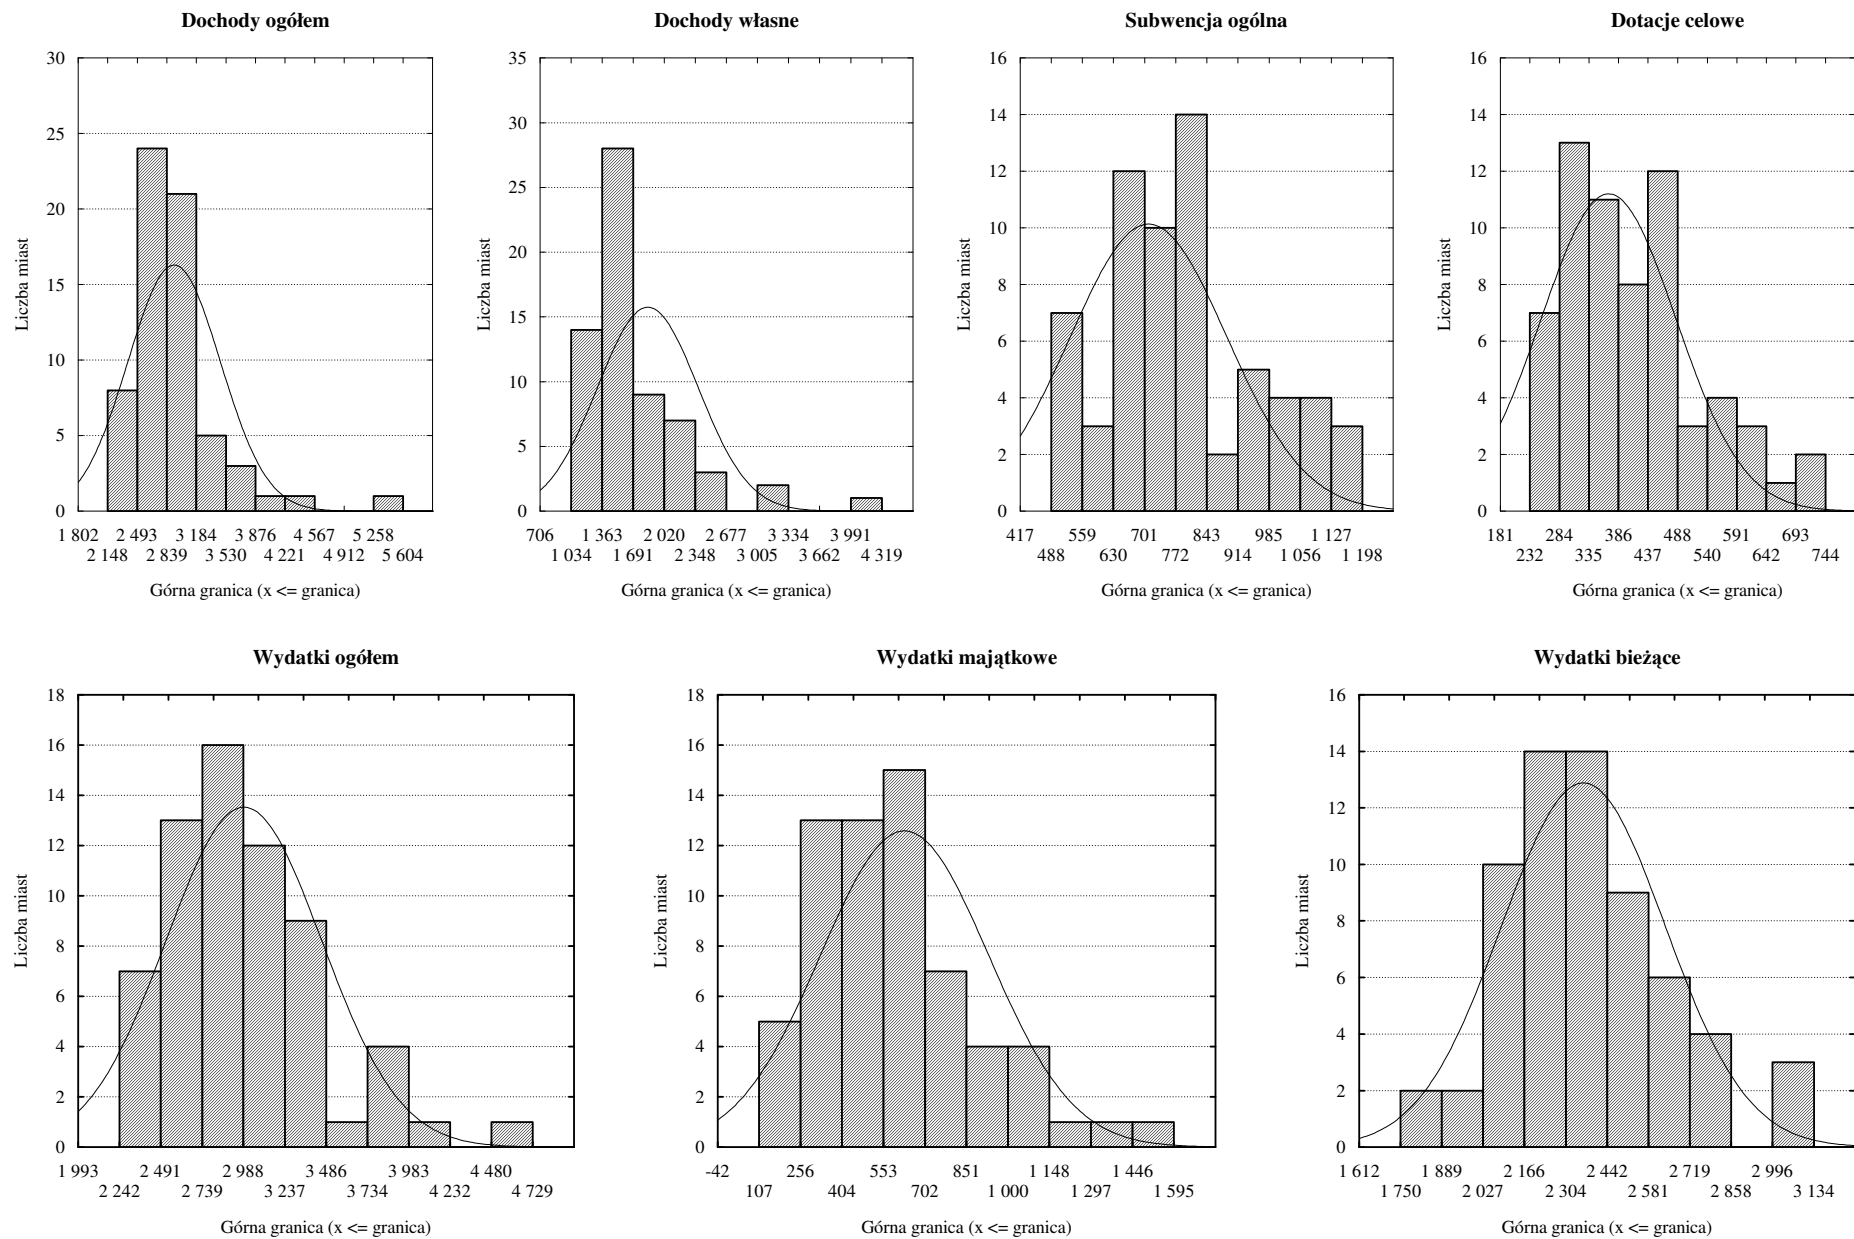 Dochody ogółem
30
25
20
15
10
5
0
Liczba miast
1 802 2 493 3 184 3 876 4 567 5 258
2 148 2 839 3 530 4 221 4 912 5 604
Górna granica (x <= granica)
Dochody własne
35
30
25
20
15
10
5
0
Liczba miast
706 1 363 2 020 2 677 3 334 3 991
1 034 1 691 2 348 3 005 3 662 4 319
Górna granica (x <= granica)
Subwencja ogólna
16
14
12
10
8
6
4
2
0
Liczba miast
417 559 701 843 985 1 127
488 630 772 914 1 056 1 198
Górna granica (x <= granica)
Dotacje celowe
16
14
12
10
8
6
4
2
0
Liczba miast
181 284 386 488 591 693
232 335 437 540 642 744
Górna granica (x <= granica)
Wydatki ogółem
18
16
14
12
10
8
6
4
2
0
Liczba miast
1 993 2 491 2 988 3 486 3 983 4 480
2 242 2 739 3 237 3 734 4 232 4 729
Górna granica (x <= granica)
Wydatki majątkowe
18
16
14
12
10
8
6
4
2
0
Liczba miast
-42 256 553 851 1 148 1 446
107 404 702 1 000 1 297 1 595
Górna granica (x <= granica)
Wydatki bieżące
16
14
12
10
8
6
4
2
0
Liczba miast
1 612 1 889 2 166 2 442 2 719 2 996
1 750 2 027 2 304 2 581 2 858 3 134
Górna granica (x <= granica)